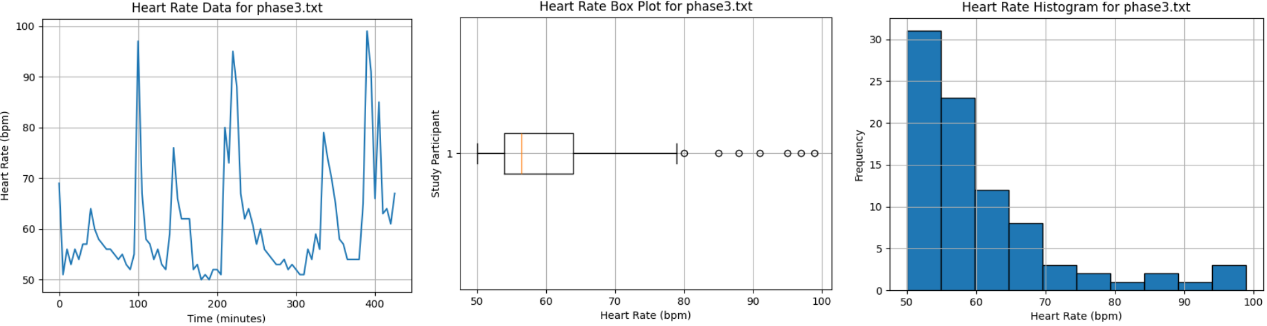 Heart Rate Data for phase3.txt
100
90
80
70
60
50
Heart Rate (bpm)
0 100 200 300 400
Time (minutes)
Heart Rate Box Plot for phase3.txt
Study Participant
1
50 60 70 80 90 100
Heart Rate (bpm)
Heart Rate Histogram for phase3.txt
30
25
20
15
10
5
0
Frequency
50 60 70 80 90 100
Heart Rate (bpm)